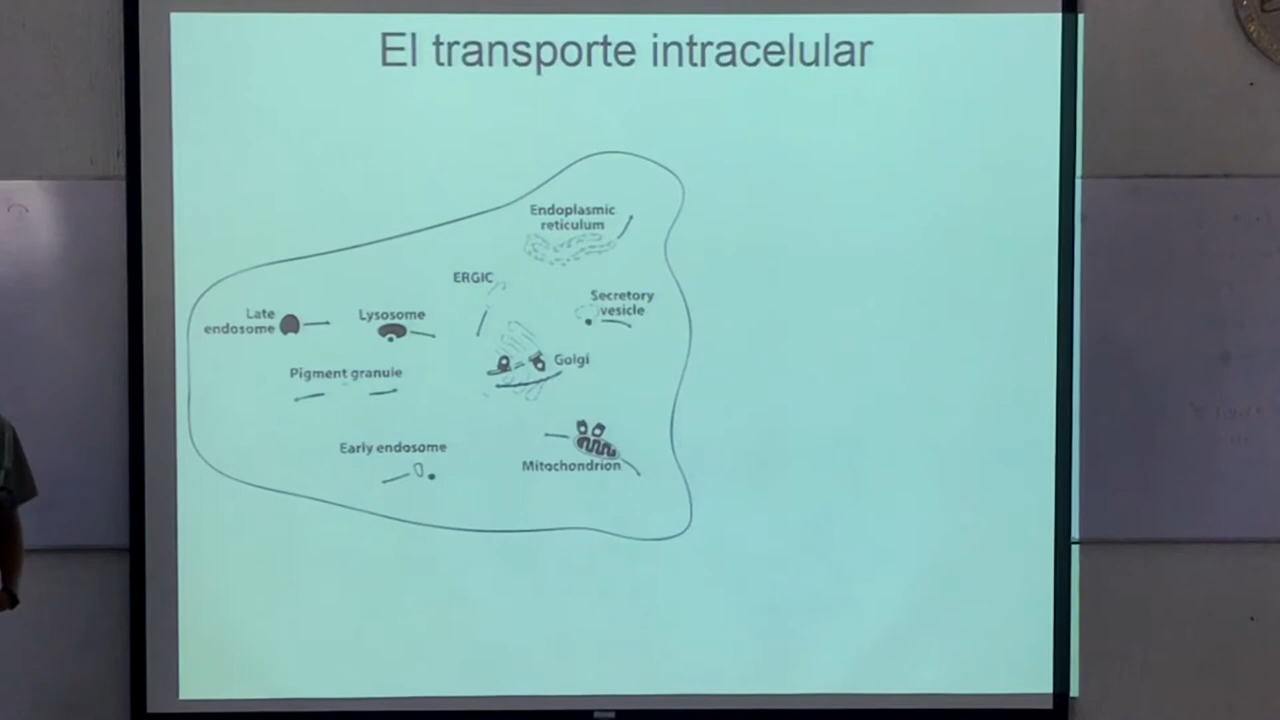 El transporte intracelular
Endoplasmic
reticulum
ERGIC
Secretory
vesicle
Late
endosome
Lysosome
Golgi
Pigment granule
Early endosome
Mitochondrion